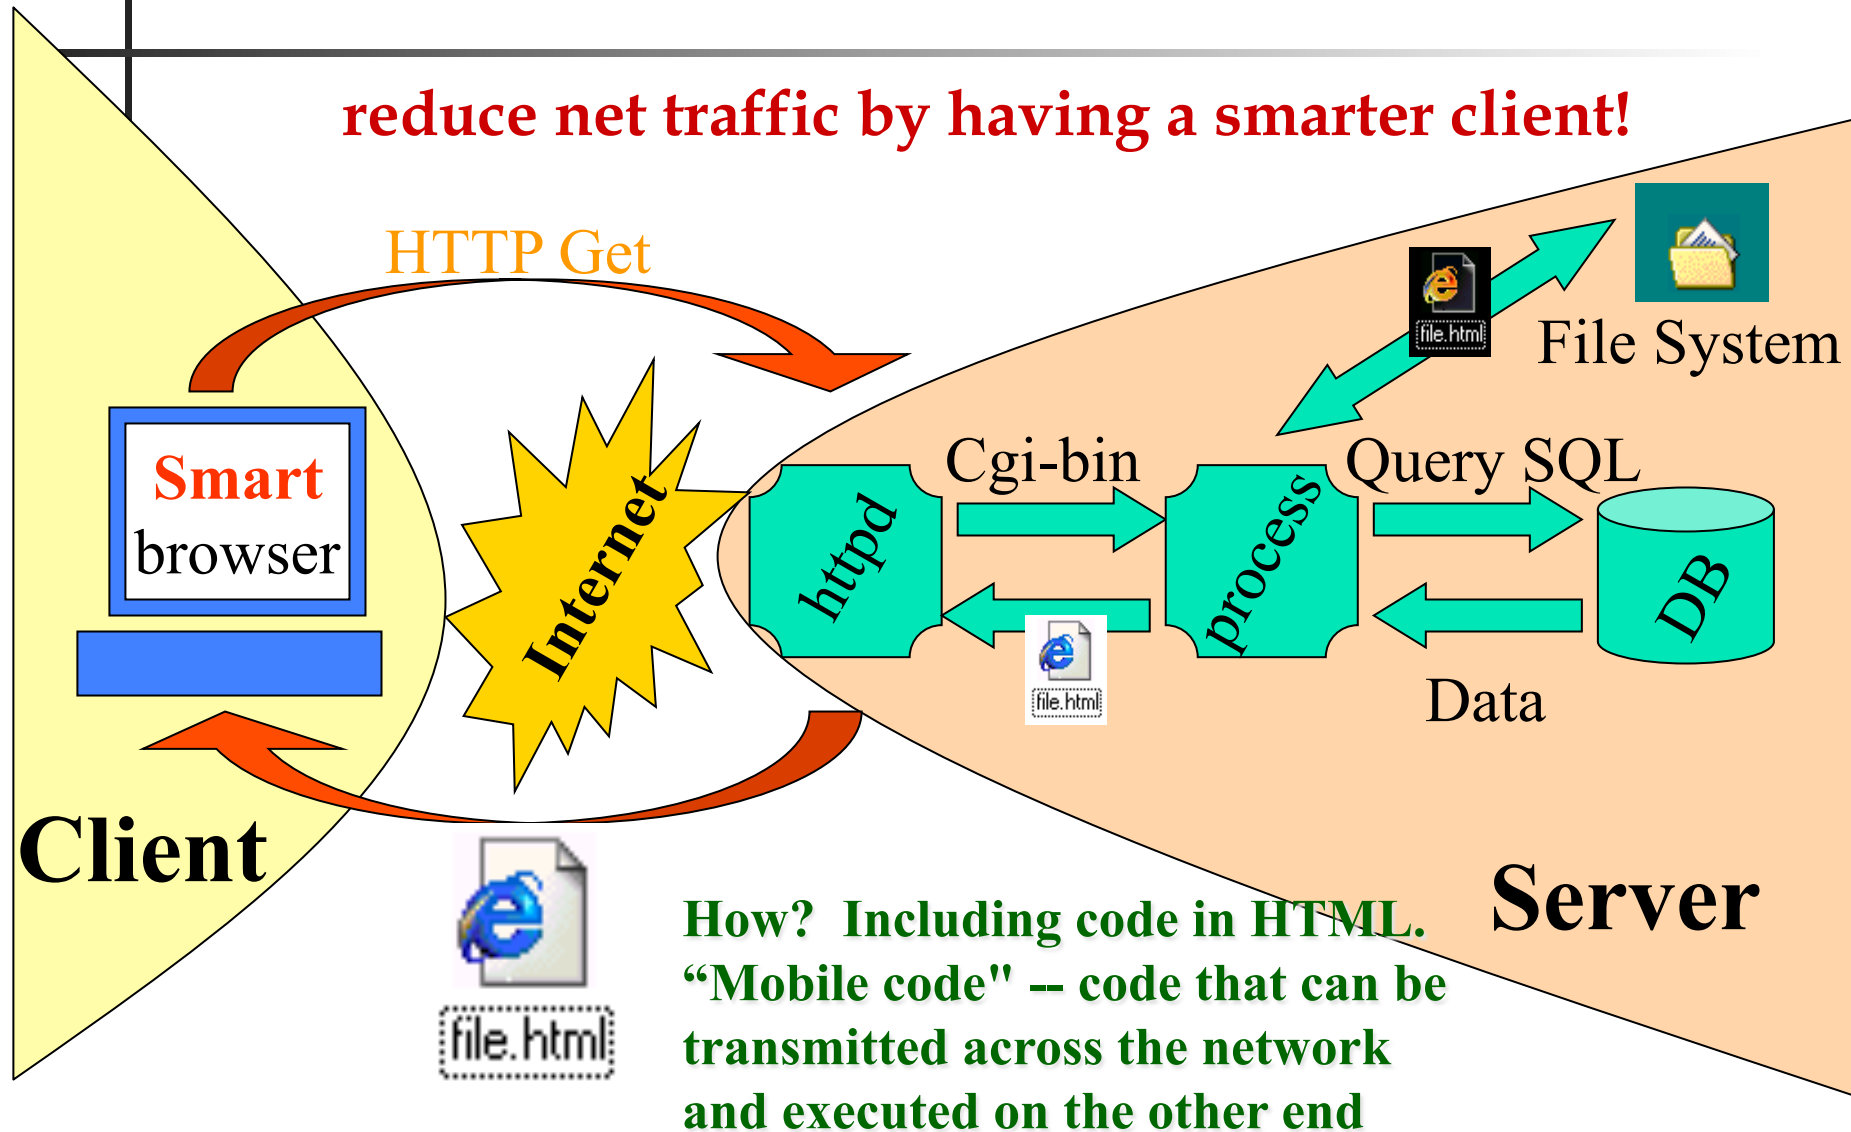 reduce net traffic by having a smarter client!
HTTP Get
file.html
File System
Smart
browser
Internet
httpd
Cgi-bin
process
Query SQL
DB
file.html
Data
Client
file.html
Server
How?  Including code in HTML.
“Mobile code" -- code that can be
transmitted across the network
and executed on the other end